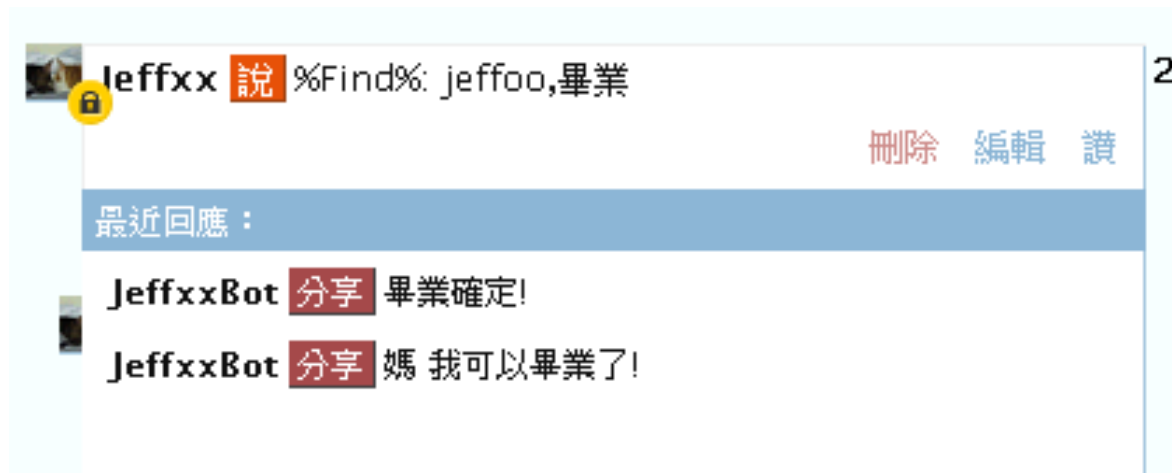 Jeffxx 說 %Find%: jeffoo,畢業
2
刪除 編輯 讚
最近回應：
JeffxxBot 分享 畢業確定!
JeffxxBot 分享 媽 我可以畢業了!